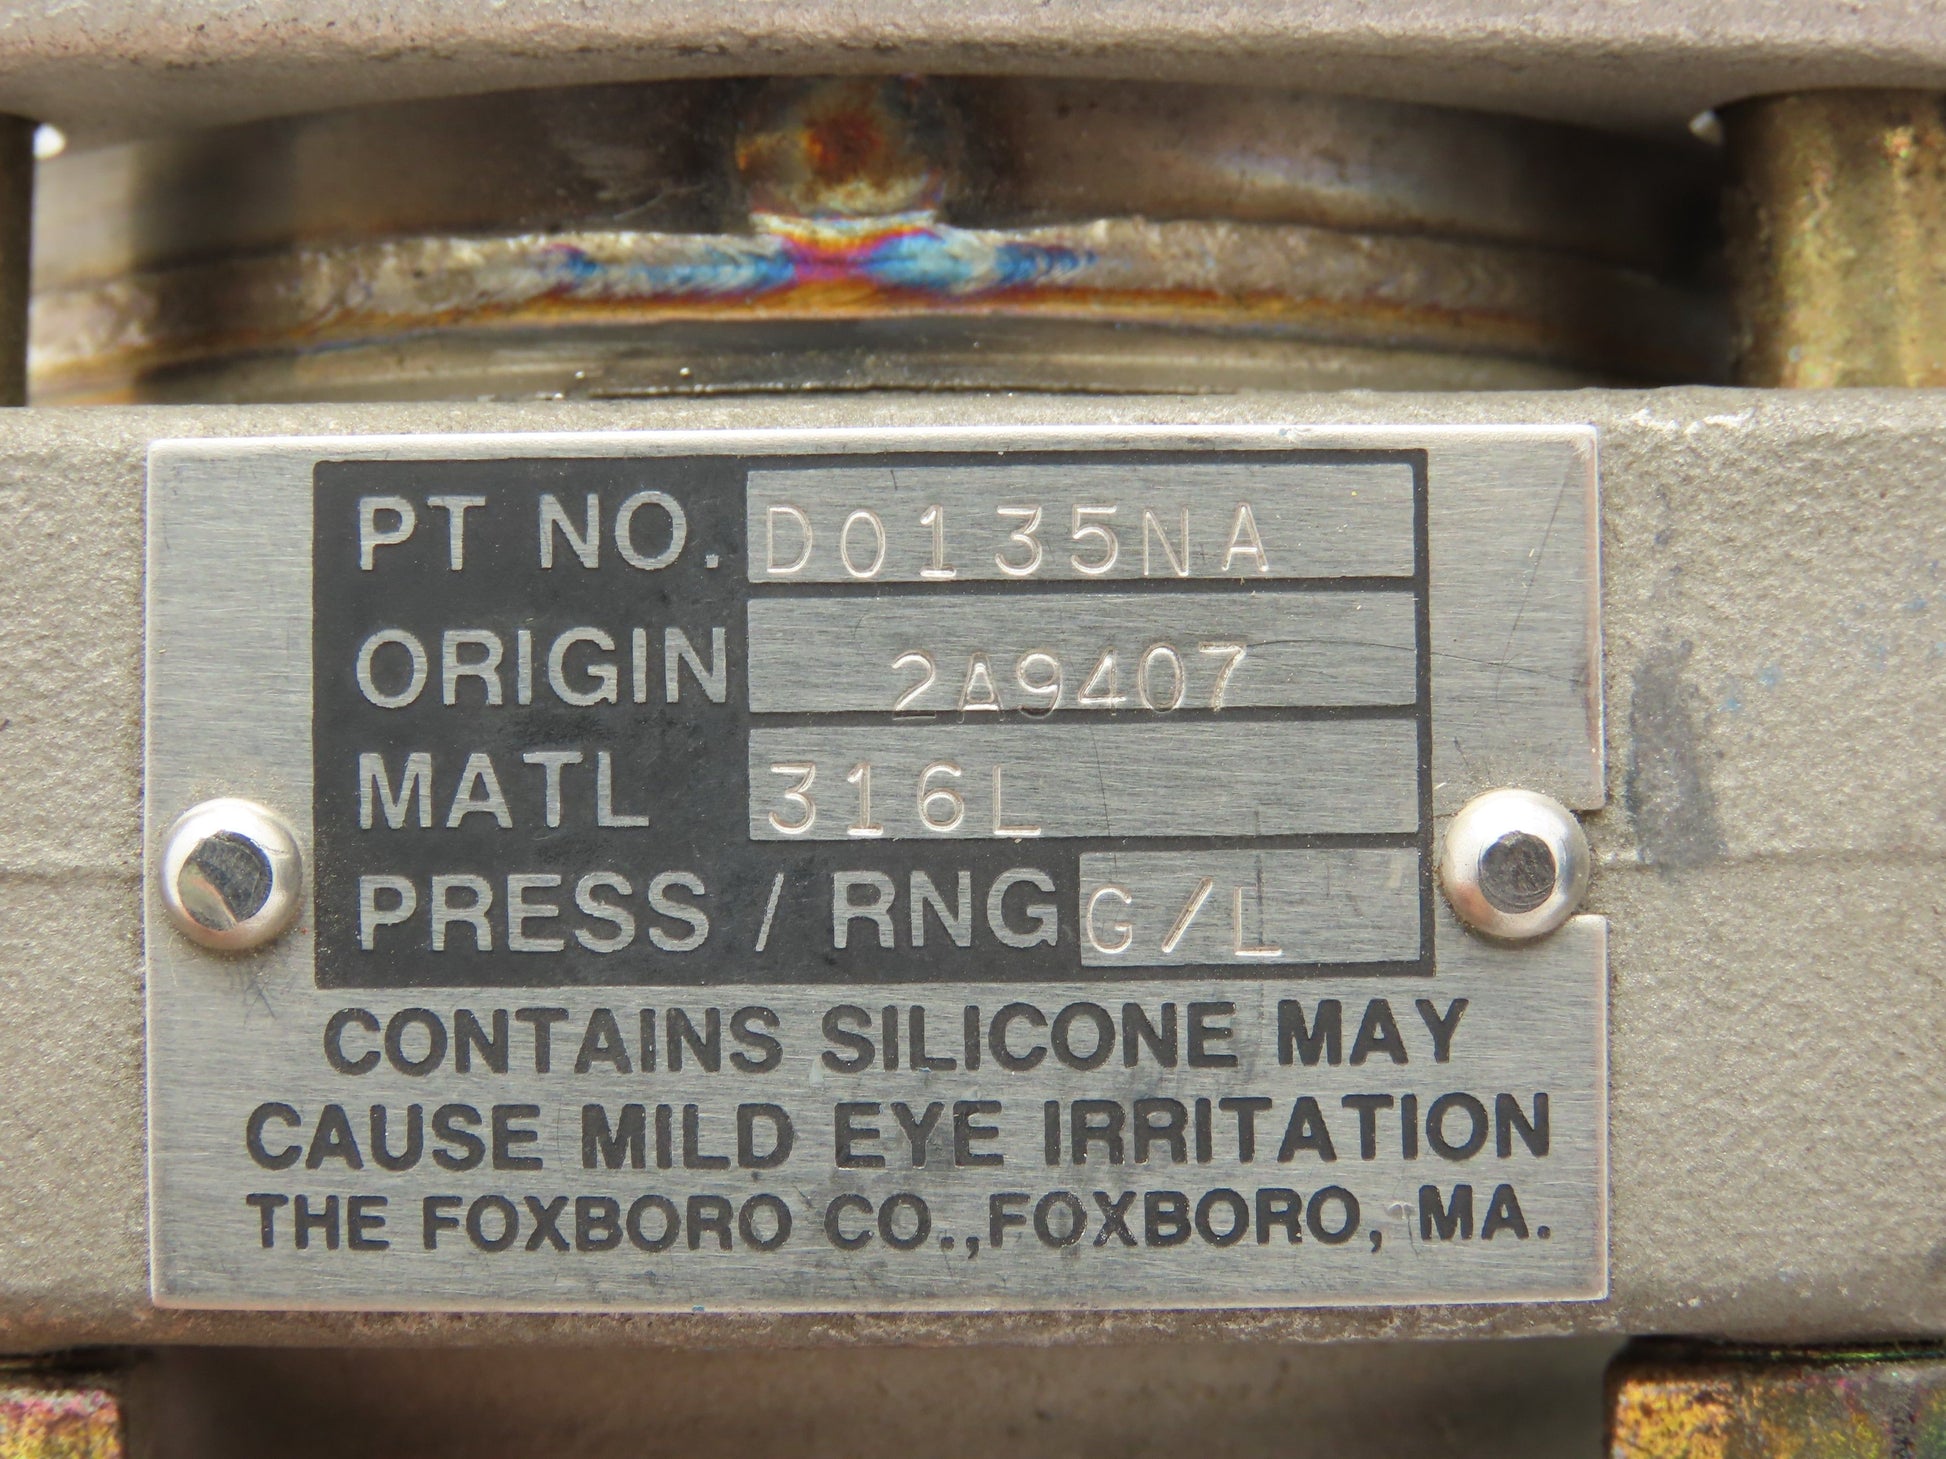 PT NO. D0135NA
ORIGIN 2A9407
MATL 316L
PRESS / RNG G/L
CONTAINS SILICONE MAY
CAUSE MILD EYE IRRITATION
THE FOXBORO CO., FOXBORO, MA.